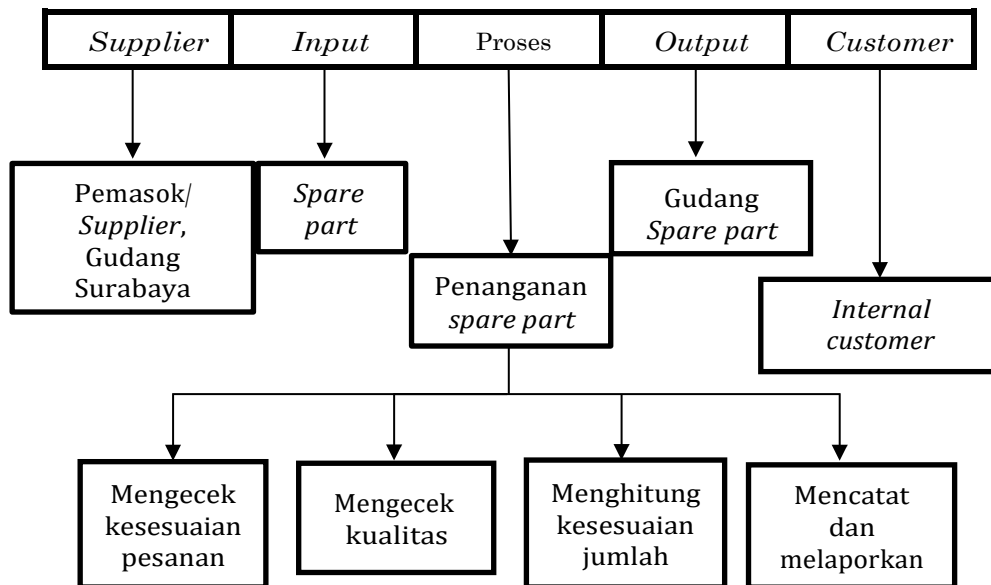 Supplier Input Proses Output Customer
Pemasok/
Supplier,
Gudang
Surabaya
Spare
part
Penanganan
spare part
Gudang
Spare part
Internal
customer
Mengecek
kesesuaian
pesanan
Mengecek
kualitas
Menghitung
kesesuaian
jumlah
Mencatat
dan
melaporkan